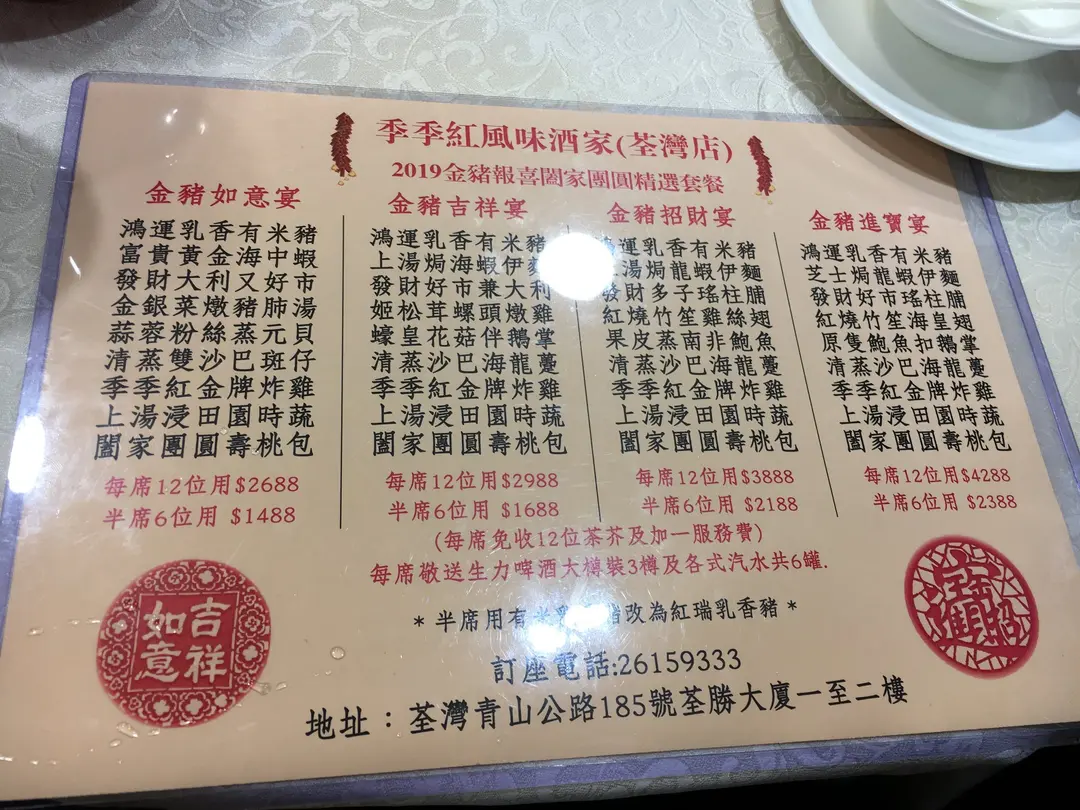 季季紅風味酒家(荃灣店)
2019金豬報喜闔家團圓精選套餐
金豬如意宴
鴻運乳香有米豬
富貴黃金海中蝦
發財大利又好市
金銀菜燉豬肺湯
蒜蓉粉絲蒸元貝
清蒸雙沙巴斑仔
季季紅金牌炸雞
上湯浸田園時蔬
闔家團圓壽桃包
每席12位用$2688
半席6位用 $1488
金豬吉祥宴
鴻運乳香有米豬
上湯焗海蝦伊麵
發財好市兼大利
姬松茸螺頭燉雞
蠔皇花菇伴鵝掌
清蒸沙巴海龍躉
季季紅金牌炸雞
上湯浸田園時蔬
闔家團圓壽桃包
每席12位用$2988
半席6位用 $1688
金豬招財宴
運乳香有米豬
湯焗龍蝦伊麵
發財多子瑤柱脯
紅燒竹笙雞絲翅
果皮蒸南非鮑魚
清蒸沙巴海龍躉
季季紅金牌炸雞
上湯浸田園時蔬
闔家團圓壽桃包
每席12位用$3888
半席6位用 $2188
金豬進寶宴
鴻運乳香有米豬
芝士焗龍蝦伊麵
發財好市瑤柱脯
紅燒竹笙海皇翅
原隻鮑魚扣鵝掌
清蒸沙巴海龍躉
季季紅金牌炸雞
上湯浸田園時蔬
闔家團圓壽桃包
每席12位用$4288
半席6位用 $2388
(每席免收12位茶芥及加一服務費)
每席敬送生力啤酒大樽裝3樽及各式汽水共6罐.
*半席用有米乳 豬改為紅瑞乳香豬*
訂座電話:26159333
地址：荃灣青山公路185號荃勝大廈一至二樓
吉祥
如意